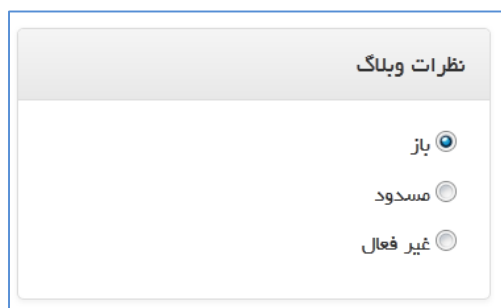 نظرات وبلاگ
باز
مسدود
غیر فعال